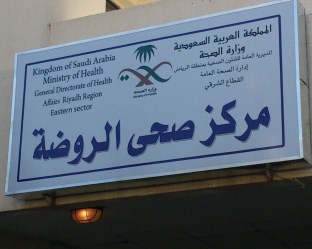 المملكة العربية السعودية
وزارة الصحة
المديرية العامة للشئون الصحية بمنطقة الرياض
إدارة الصحة العامة
القطاع الشرقي
Kingdom of Saudi Arabia
Ministry of Health
General Directorate of Health
Affairs Riyadh Region
Eastern sector
وزارة الصحة
مركز صحى الروضة